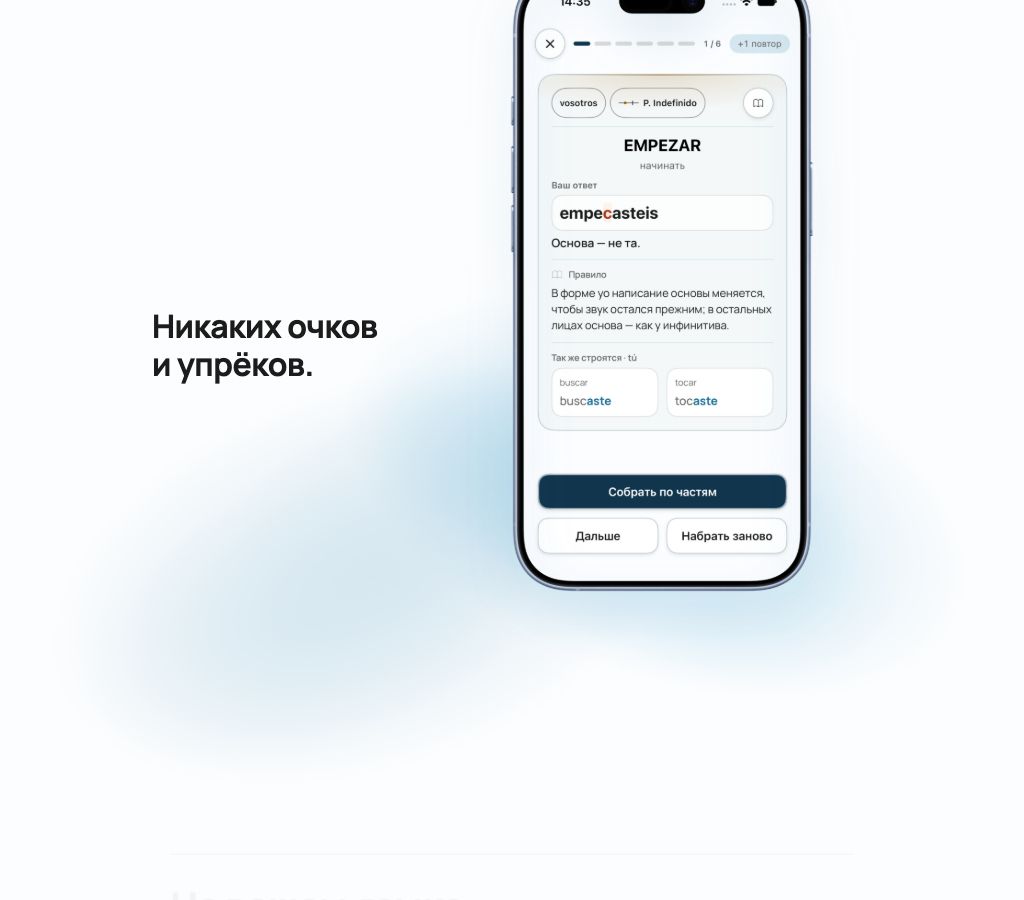 14:35
1 / 6
+1 повтор
vosotros
P. Indefinido
EMPEZAR
начинать
Ваш ответ
empecasteis
Основа — не та.
Правило
В форме yo написание основы меняется,
чтобы звук остался прежним; в остальных
лицах основа — как у инфинитива.
Так же строятся · tú
buscar
buscaste
tocar
tocaste
Собрать по частям
Дальше
Набрать заново
Никаких очков
и упрёков.